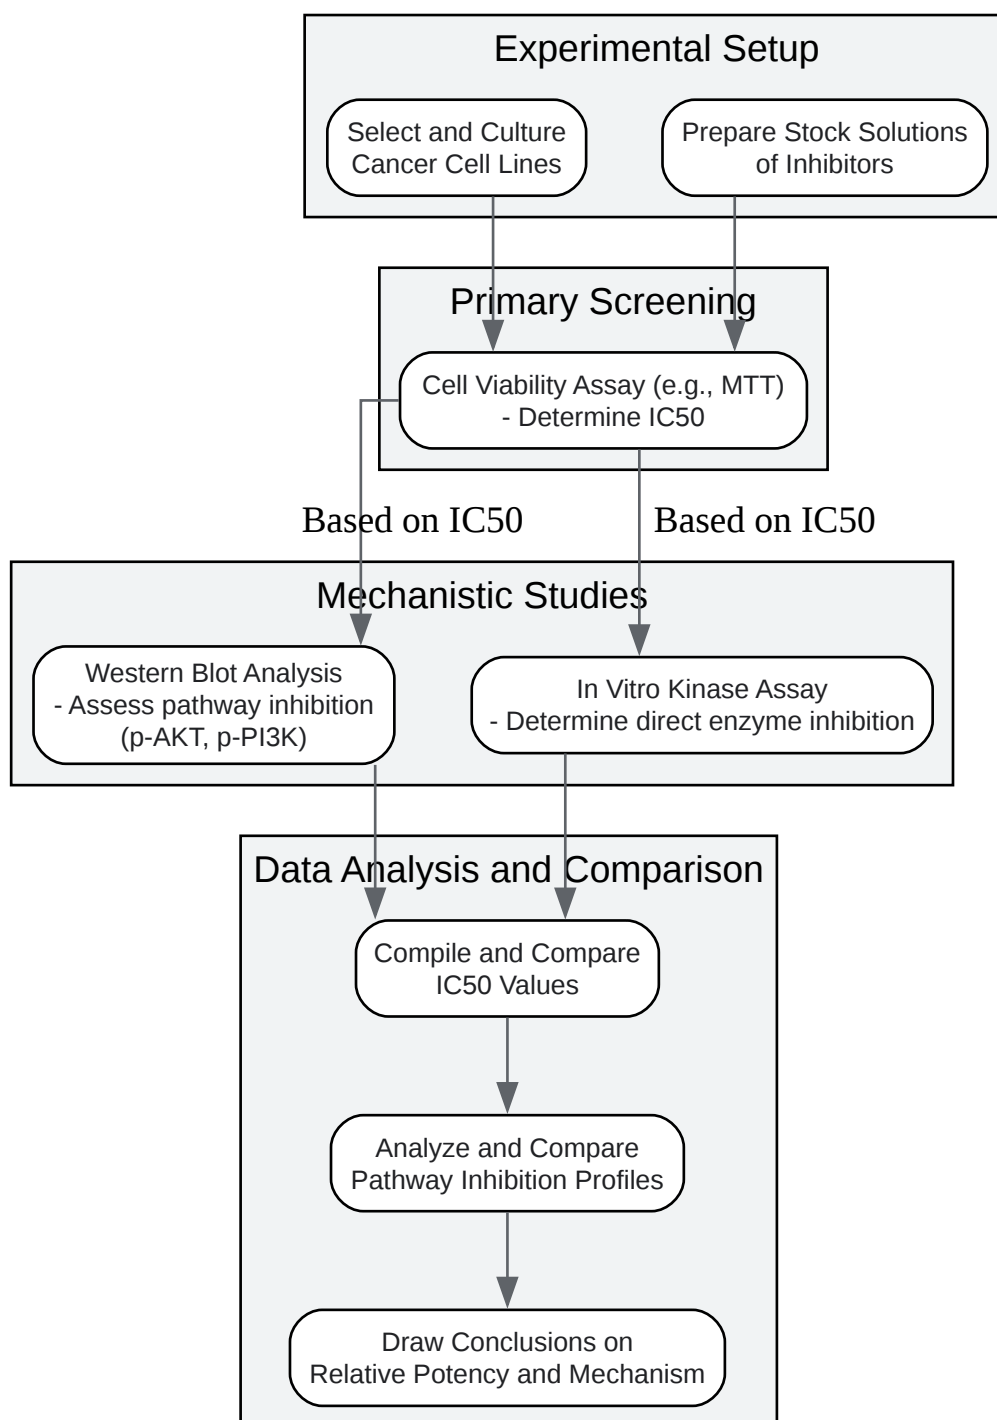 Experimental Setup
Select and Culture
Cancer Cell Lines
Prepare Stock Solutions
of Inhibitors
Primary Screening
Cell Viability Assay (e.g., MTT)
- Determine IC50
Based on IC50
Based on IC50
Mechanistic Studies
Western Blot Analysis
- Assess pathway inhibition
(p-AKT, p-PI3K)
In Vitro Kinase Assay
- Determine direct enzyme inhibition
Data Analysis and Comparison
Compile and Compare
IC50 Values
Analyze and Compare
Pathway Inhibition Profiles
Draw Conclusions on
Relative Potency and Mechanism